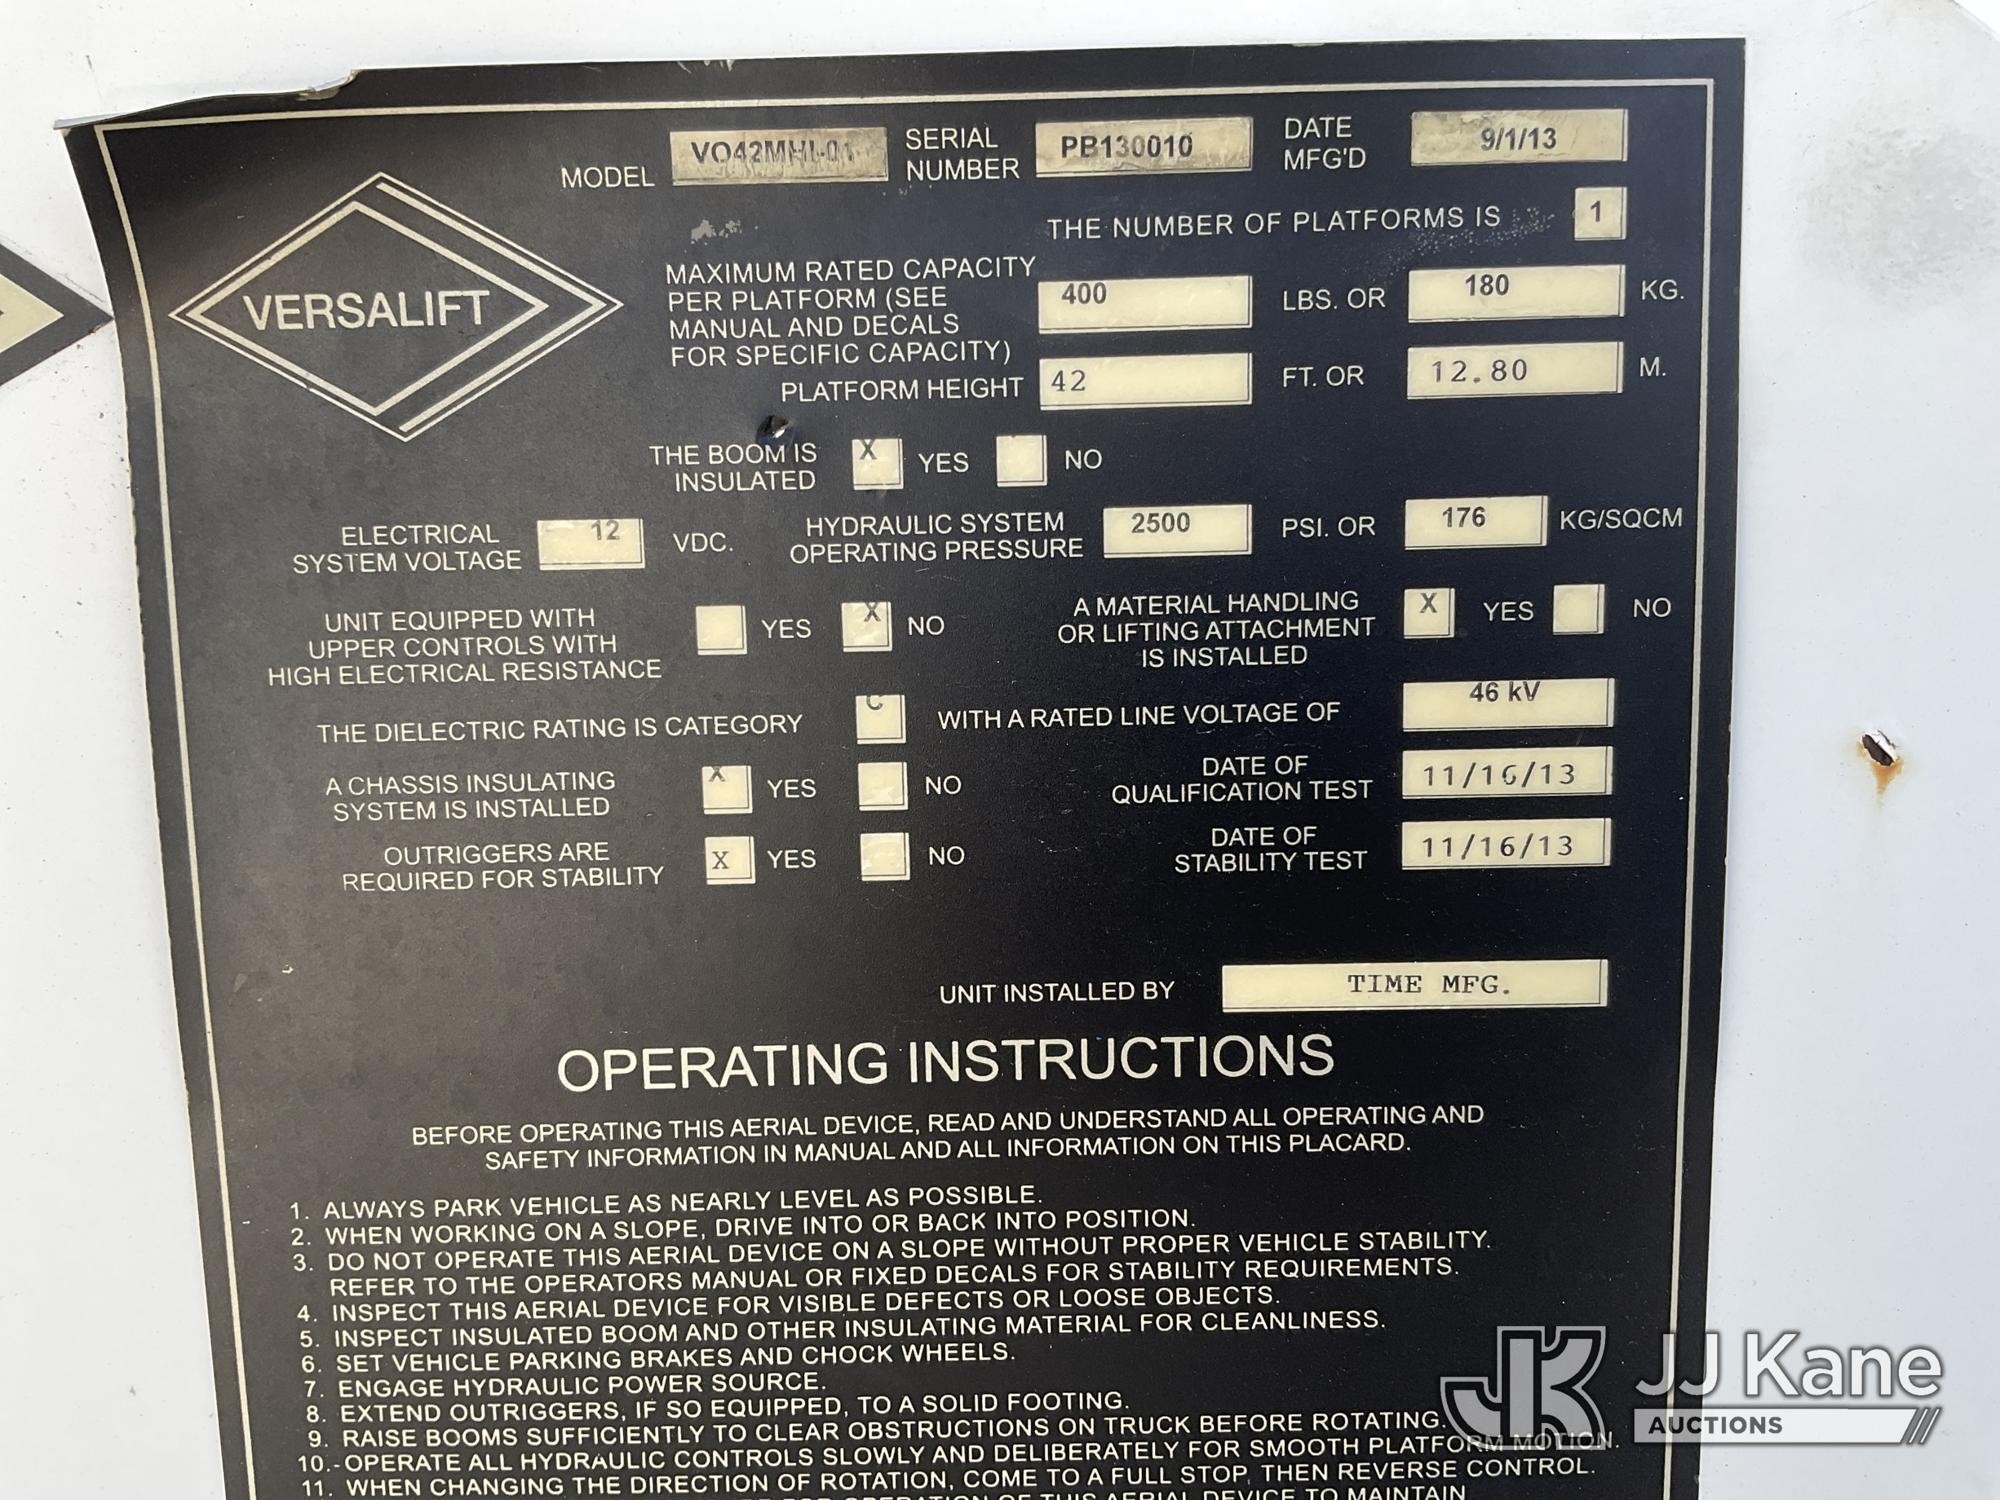 MODEL VO42MHI-01 SERIAL NUMBER PB130010 DATE MFG'D 9/1/13
THE NUMBER OF PLATFORMS IS 1
VERSALIFT
MAXIMUM RATED CAPACITY
PER PLATFORM (SEE
MANUAL AND DECALS
FOR SPECIFIC CAPACITY)
400 LBS. OR 180 KG.
PLATFORM HEIGHT 42 FT. OR 12.80 M.
THE BOOM IS
INSULATED
X YES NO
ELECTRICAL
SYSTEM VOLTAGE
12 VDC.
HYDRAULIC SYSTEM
OPERATING PRESSURE
2500 PSI. OR 176 KG/SQCM
UNIT EQUIPPED WITH
UPPER CONTROLS WITH
HIGH ELECTRICAL RESISTANCE
YES X NO
A MATERIAL HANDLING
OR LIFTING ATTACHMENT
IS INSTALLED
X YES NO
THE DIELECTRIC RATING IS CATEGORY C WITH A RATED LINE VOLTAGE OF 46 kV
A CHASSIS INSULATING
SYSTEM IS INSTALLED
X YES NO
DATE OF
QUALIFICATION TEST
11/16/13
OUTRIGGERS ARE
REQUIRED FOR STABILITY
X YES NO
DATE OF
STABILITY TEST
11/16/13
UNIT INSTALLED BY TIME MFG.
OPERATING INSTRUCTIONS
BEFORE OPERATING THIS AERIAL DEVICE, READ AND UNDERSTAND ALL OPERATING AND
SAFETY INFORMATION IN MANUAL AND ALL INFORMATION ON THIS PLACARD.
1. ALWAYS PARK VEHICLE AS NEARLY LEVEL AS POSSIBLE.
2. WHEN WORKING ON A SLOPE, DRIVE INTO OR BACK INTO POSITION.
3. DO NOT OPERATE THIS AERIAL DEVICE ON A SLOPE WITHOUT PROPER VEHICLE STABILITY.
REFER TO THE OPERATORS MANUAL OR FIXED DECALS FOR STABILITY REQUIREMENTS.
4. INSPECT THIS AERIAL DEVICE FOR VISIBLE DEFECTS OR LOOSE OBJECTS.
5. INSPECT INSULATED BOOM AND OTHER INSULATING MATERIAL FOR CLEANLINESS.
6. SET VEHICLE PARKING BRAKES AND CHOCK WHEELS.
7. ENGAGE HYDRAULIC POWER SOURCE.
8. EXTEND OUTRIGGERS, IF SO EQUIPPED, TO A SOLID FOOTING.
9. RAISE BOOMS SUFFICIENTLY TO CLEAR OBSTRUCTIONS ON TRUCK BEFORE ROTATING.
10. OPERATE ALL HYDRAULIC CONTROLS SLOWLY AND DELIBERATELY FOR SMOOTH PLATFORM MOTION.
11. WHEN CHANGING THE DIRECTION OF ROTATION, COME TO A FULL STOP, THEN REVERSE CONTROL.
OPERATION OF THIS AERIAL DEVICE TO MAINTAIN
JK JJ Kane
AUCTIONS